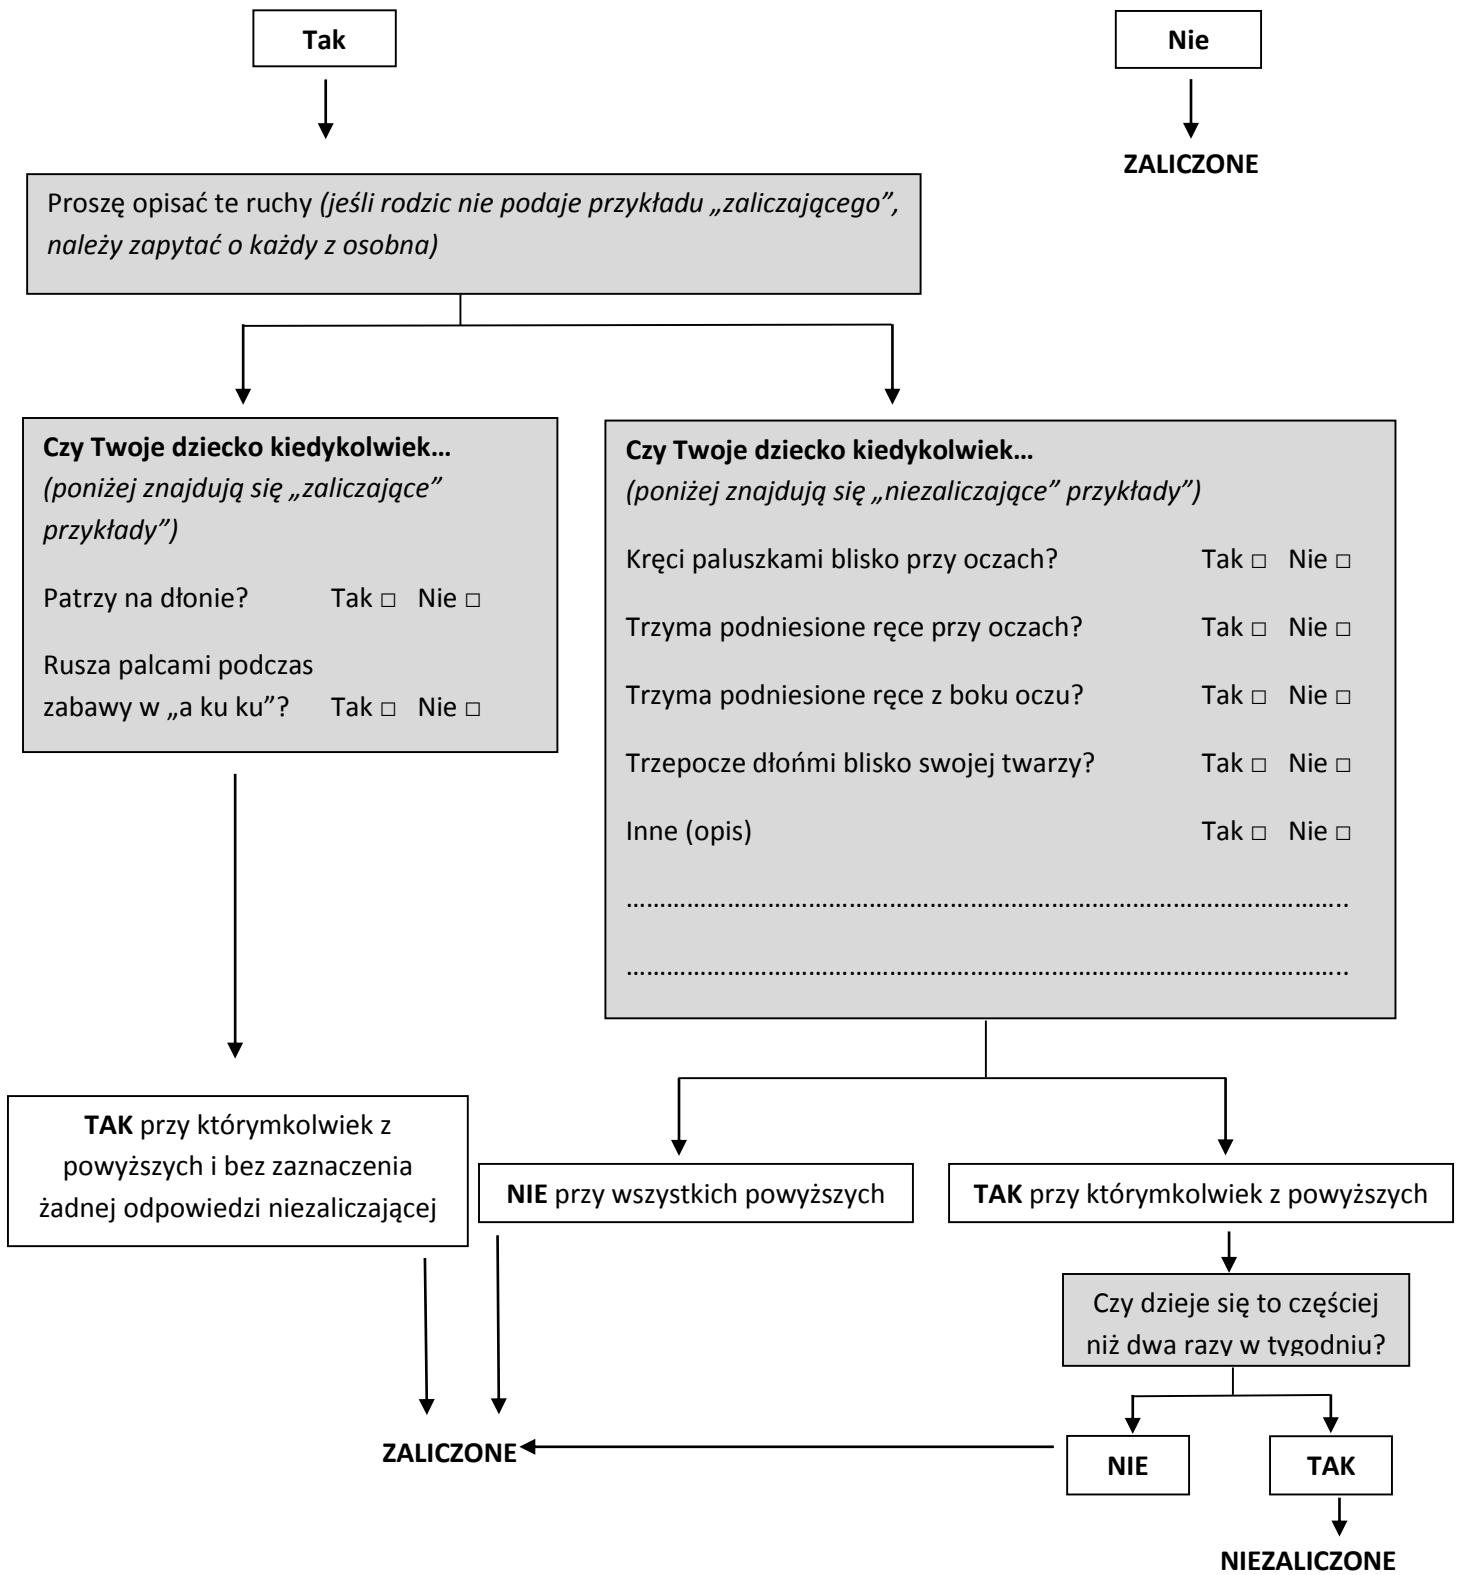 Tak
Nie
ZALICZONE
Proszę opisać te ruchy (jeśli rodzic nie podaje przykładu „zaliczającego”,
należy zapytać o każdy z osobna)
Czy Twoje dziecko kiedykolwiek…
(poniżej znajdują się „zaliczające”
przykłady”)
Patrzy na dłonie? Tak □ Nie □
Rusza palcami podczas
zabawy w „a ku ku”? Tak □ Nie □
Czy Twoje dziecko kiedykolwiek…
(poniżej znajdują się „niezaliczające” przykłady”)
Kręci paluszkami blisko przy oczach? Tak □ Nie □
Trzyma podniesione ręce przy oczach? Tak □ Nie □
Trzyma podniesione ręce z boku oczu? Tak □ Nie □
Trzepocze dłońmi blisko swojej twarzy? Tak □ Nie □
Inne (opis) Tak □ Nie □
……………………………………………………………………………………………..
……………………………………………………………………………………………..
TAK przy którymkolwiek z
powyższych i bez zaznaczenia
żadnej odpowiedzi niezaliczającej
NIE przy wszystkich powyższych
TAK przy którymkolwiek z powyższych
Czy dzieje się to częściej
niż dwa razy w tygodniu?
ZALICZONE
NIE
TAK
NIEZALICZONE